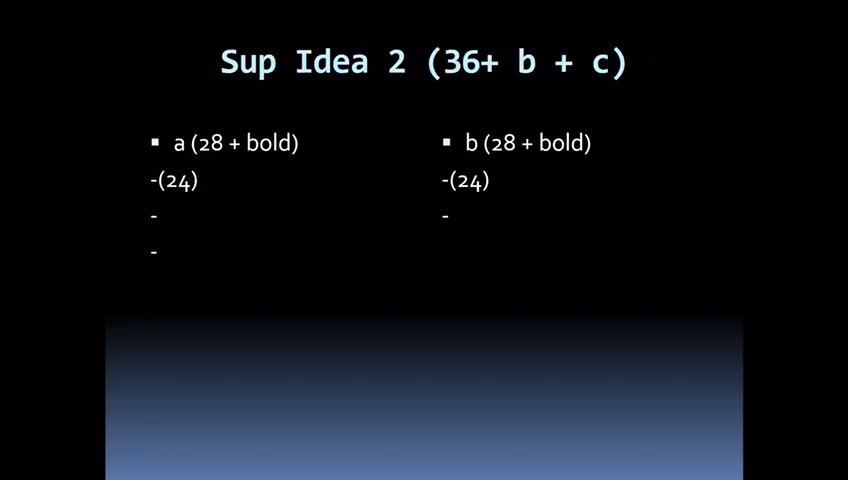 Sup Idea 2 (36+ b + c)
▪ a (28 + bold)
-(24)
-
-
▪ b (28 + bold)
-(24)
-